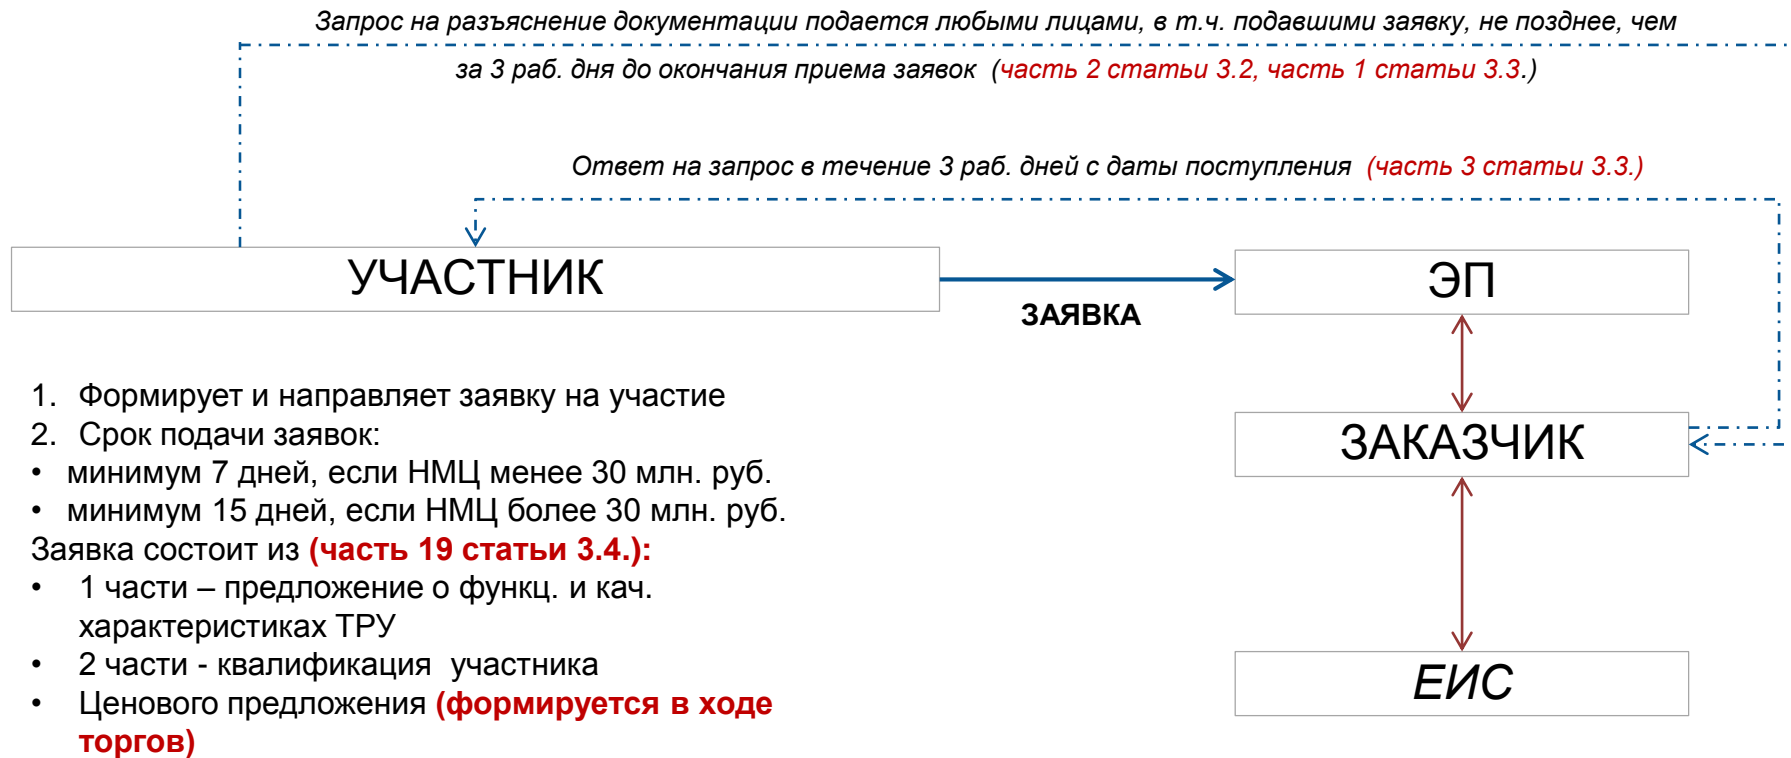 Запрос на разъяснение документации подается любыми лицами, в т.ч. подавшими заявку, не позднее, чем
за 3 раб. дня до окончания приема заявок (часть 2 статьи 3.2, часть 1 статьи 3.3.)
Ответ на запрос в течение 3 раб. дней с даты поступления (часть 3 статьи 3.3.)
УЧАСТНИК
ЗАЯВКА
ЭП
1. Формирует и направляет заявку на участие
2. Срок подачи заявок:
• минимум 7 дней, если НМЦ менее 30 млн. руб.
• минимум 15 дней, если НМЦ более 30 млн. руб.
Заявка состоит из (часть 19 статьи 3.4.):
• 1 части – предложение о функц. и кач.
характеристиках ТРУ
• 2 части - квалификация участника
• Ценового предложения (формируется в ходе
торгов)
ЗАКАЗЧИК
ЕИС